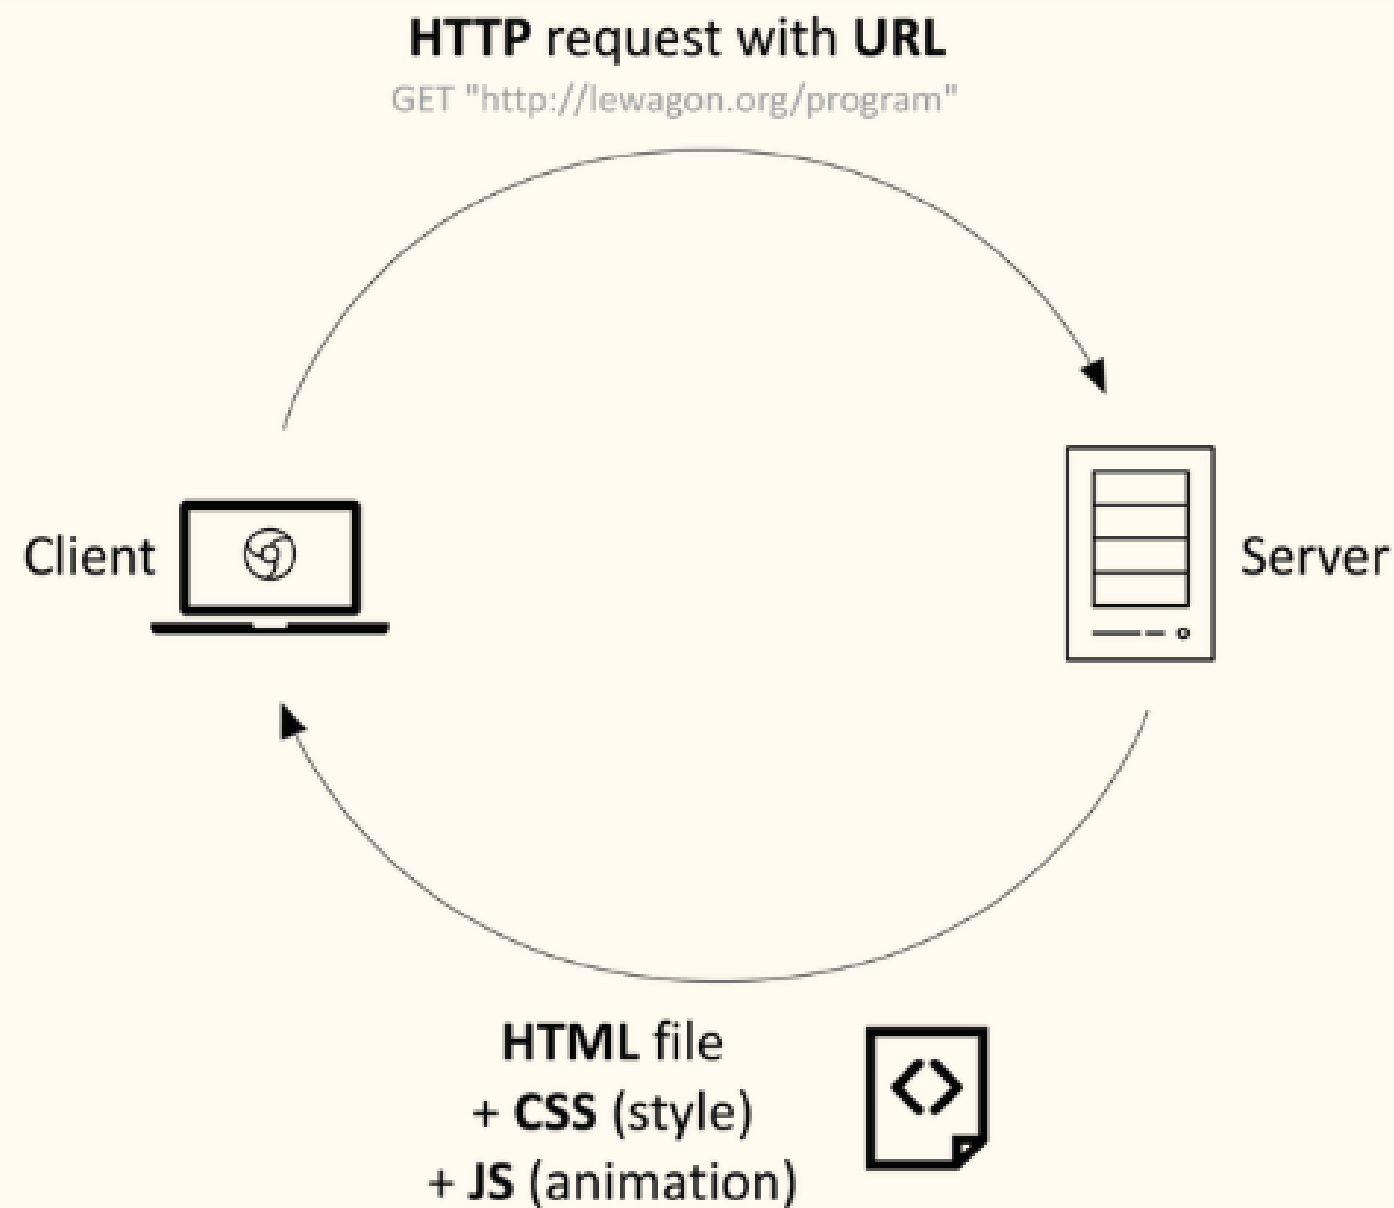 HTTP request with URL
GET "http://lewagon.org/program"
Client
Server
HTML file
+ CSS (style)
+ JS (animation)